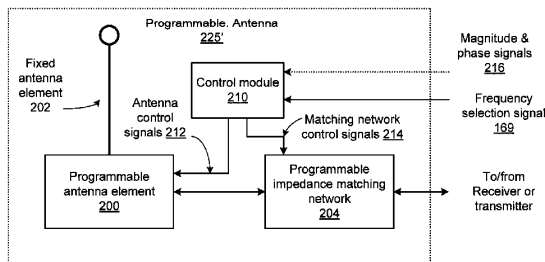 Programmable. Antenna
225'
Magnitude &
phase signals
216
Fixed
antenna
element
202
Control module
210
Frequency
selection signal
169
Antenna
control
signals 212
Matching network
control signals 214
Programmable
antenna element
200
Programmable
impedance matching
network
204
To/from
Receiver or
transmitter